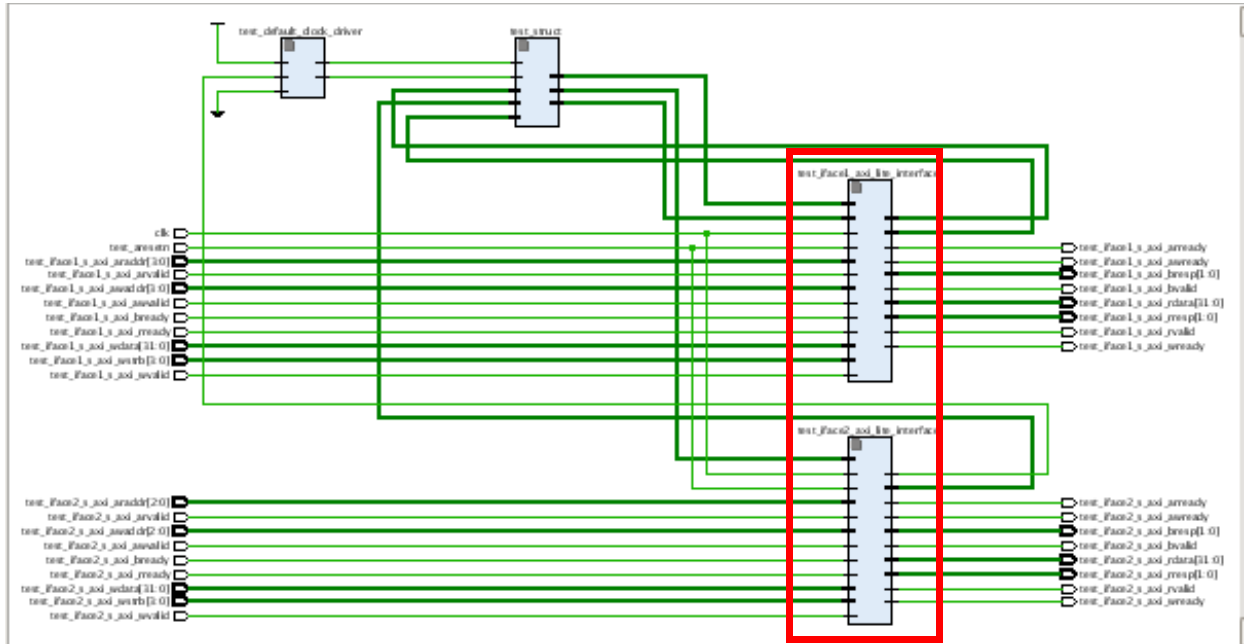 test_default_clock_driver
test_struct
test_iface1_axi_lite_interface
clk
test_aresetn
test_iface1_s_axi_araddr[3:0]
test_iface1_s_axi_arvalid
test_iface1_s_axi_awaddr[3:0]
test_iface1_s_axi_awvalid
test_iface1_s_axi_bready
test_iface1_s_axi_rready
test_iface1_s_axi_wdata[31:0]
test_iface1_s_axi_wstrb[3:0]
test_iface1_s_axi_wvalid
test_iface1_s_axi_arready
test_iface1_s_axi_awready
test_iface1_s_axi_bresp[1:0]
test_iface1_s_axi_bvalid
test_iface1_s_axi_rdata[31:0]
test_iface1_s_axi_rresp[1:0]
test_iface1_s_axi_rvalid
test_iface1_s_axi_wready
test_iface2_axi_lite_interface
test_iface2_s_axi_araddr[2:0]
test_iface2_s_axi_arvalid
test_iface2_s_axi_awaddr[2:0]
test_iface2_s_axi_awvalid
test_iface2_s_axi_bready
test_iface2_s_axi_rready
test_iface2_s_axi_wdata[31:0]
test_iface2_s_axi_wstrb[3:0]
test_iface2_s_axi_wvalid
test_iface2_s_axi_arready
test_iface2_s_axi_awready
test_iface2_s_axi_bresp[1:0]
test_iface2_s_axi_bvalid
test_iface2_s_axi_rdata[31:0]
test_iface2_s_axi_rresp[1:0]
test_iface2_s_axi_rvalid
test_iface2_s_axi_wready